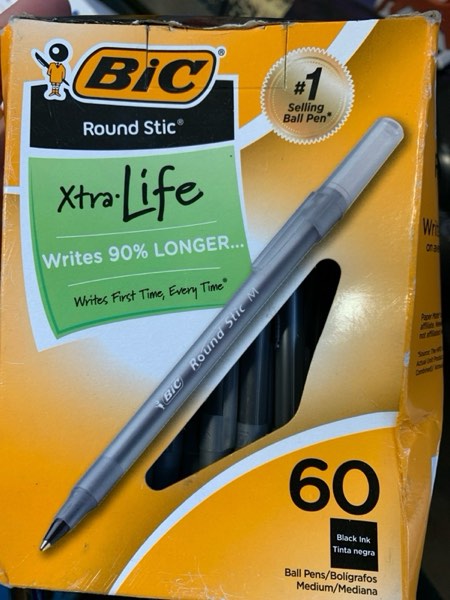 BIC
Round Stic®
#1
Selling
Ball Pen*
Xtra·Life
Writes 90% LONGER...
Writes First Time, Every Time®
BIC Round Stic M
60
Black Ink
Tinta negra
Ball Pens/Bolígrafos
Medium/Mediana